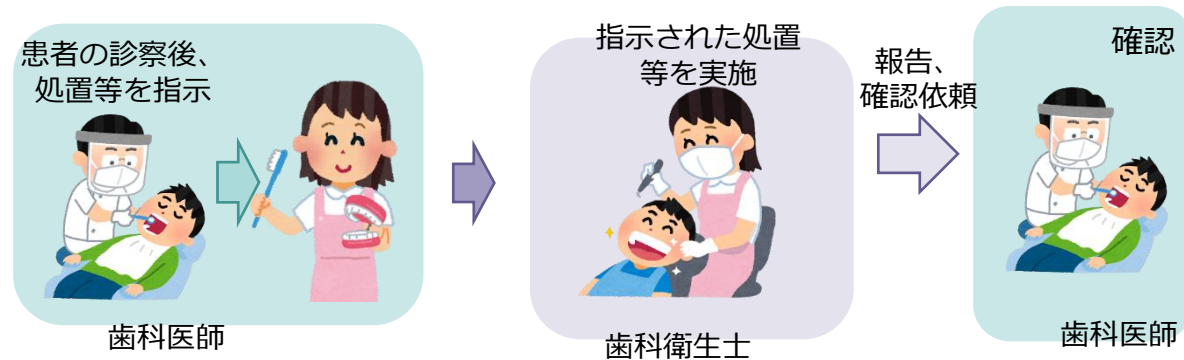 患者の診察後、
処置等を指示
歯科医師
指示された処置
等を実施
歯科衛生士
報告、
確認依頼
確認
歯科医師